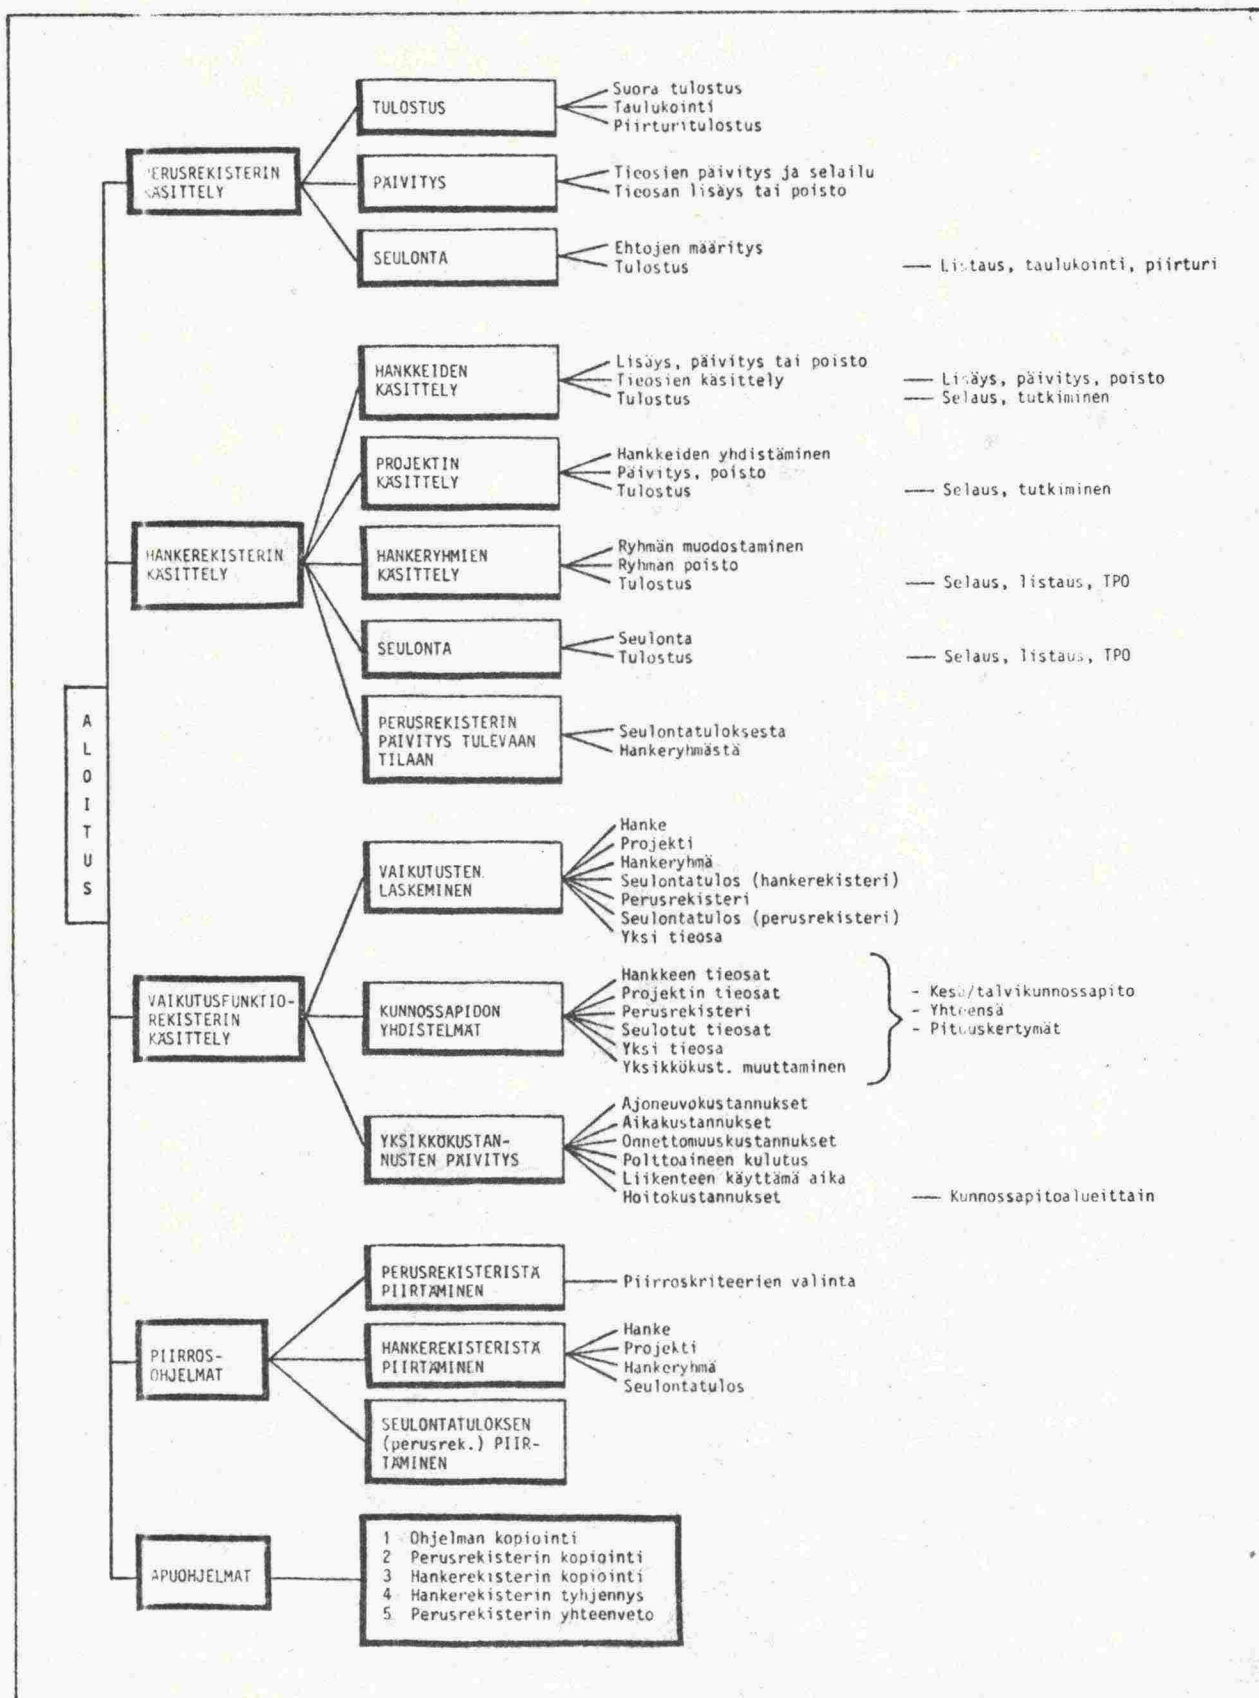 TULOSTUS
Suora tulostus
Taulukointi
Piirturitulostus
PERUSREKISTERIN
KÄSITTELY
PÄIVITYS
Tieosien päivitys ja selailu
Tieosan lisäys tai poisto
SEULONTA
Ehtojen määritys
Tulostus
— Listaus, taulukointi, piirturi
HANKKEIDEN
KÄSITTELY
Lisäys, päivitys tai poisto
Tieosien käsittely
Tulostus
— Lisäys, päivitys, poisto
— Selaus, tutkiminen
PROJEKTIN
KÄSITTELY
Hankkeiden yhdistäminen
Päivitys, poisto
Tulostus
— Selaus, tutkiminen
HANKEREKISTERIN
KÄSITTELY
HANKERYHMIEN
KÄSITTELY
Ryhmän muodostaminen
Ryhman poisto
Tulostus
— Selaus, listaus, TPO
SEULONTA
Seulonta
Tulostus
— Selaus, listaus, TPO
PERUSREKISTERIN
PÄIVITYS TULEVAAN
TILAAN
Seulontatuloksesta
Hankeryhmästä
A
L
O
I
T
U
S
VAIKUTUSTEN
LASKEMINEN
Hanke
Projekti
Hankeryhmä
Seulontatulos (hankerekisteri)
Perusrekisteri
Seulontatulos (perusrekisteri)
Yksi tieosa
VAIKUTUSFUNKTIO-
REKISTERIN
KÄSITTELY
KUNNOSSAPIDON
YHDISTELMÄT
Hankkeen tieosat
Projektin tieosat
Perusrekisteri
Seulotut tieosat
Yksi tieosa
Yksikkökust. muuttaminen
- Kesä/talvikunnossapito
- Yhteensä
- Pituuskertymät
YKSIKKÖKUSTAN-
NUSTEN PÄIVITYS
Ajoneuvokustannukset
Aikakustannukset
Onnettomuuskustannukset
Polttoaineen kulutus
Liikenteen käyttämä aika
Hoitokustannukset
— Kunnossapitoalueittain
PERUSREKISTERISTÄ
PIIRTÄMINEN
Piirroskriteerien valinta
PIIRROS-
OHJELMAT
HANKEREKISTERISTÄ
PIIRTÄMINEN
Hanke
Projekti
Hankeryhmä
Seulontatulos
SEULONTATULOKSEN
(perusrek.) PIIR-
TÄMINEN
APUOHJELMAT
1 Ohjelman kopiointi
2 Perusrekisterin kopiointi
3 Hankerekisterin kopiointi
4 Hankerekisterin tyhjennys
5 Perusrekisterin yhteenveto